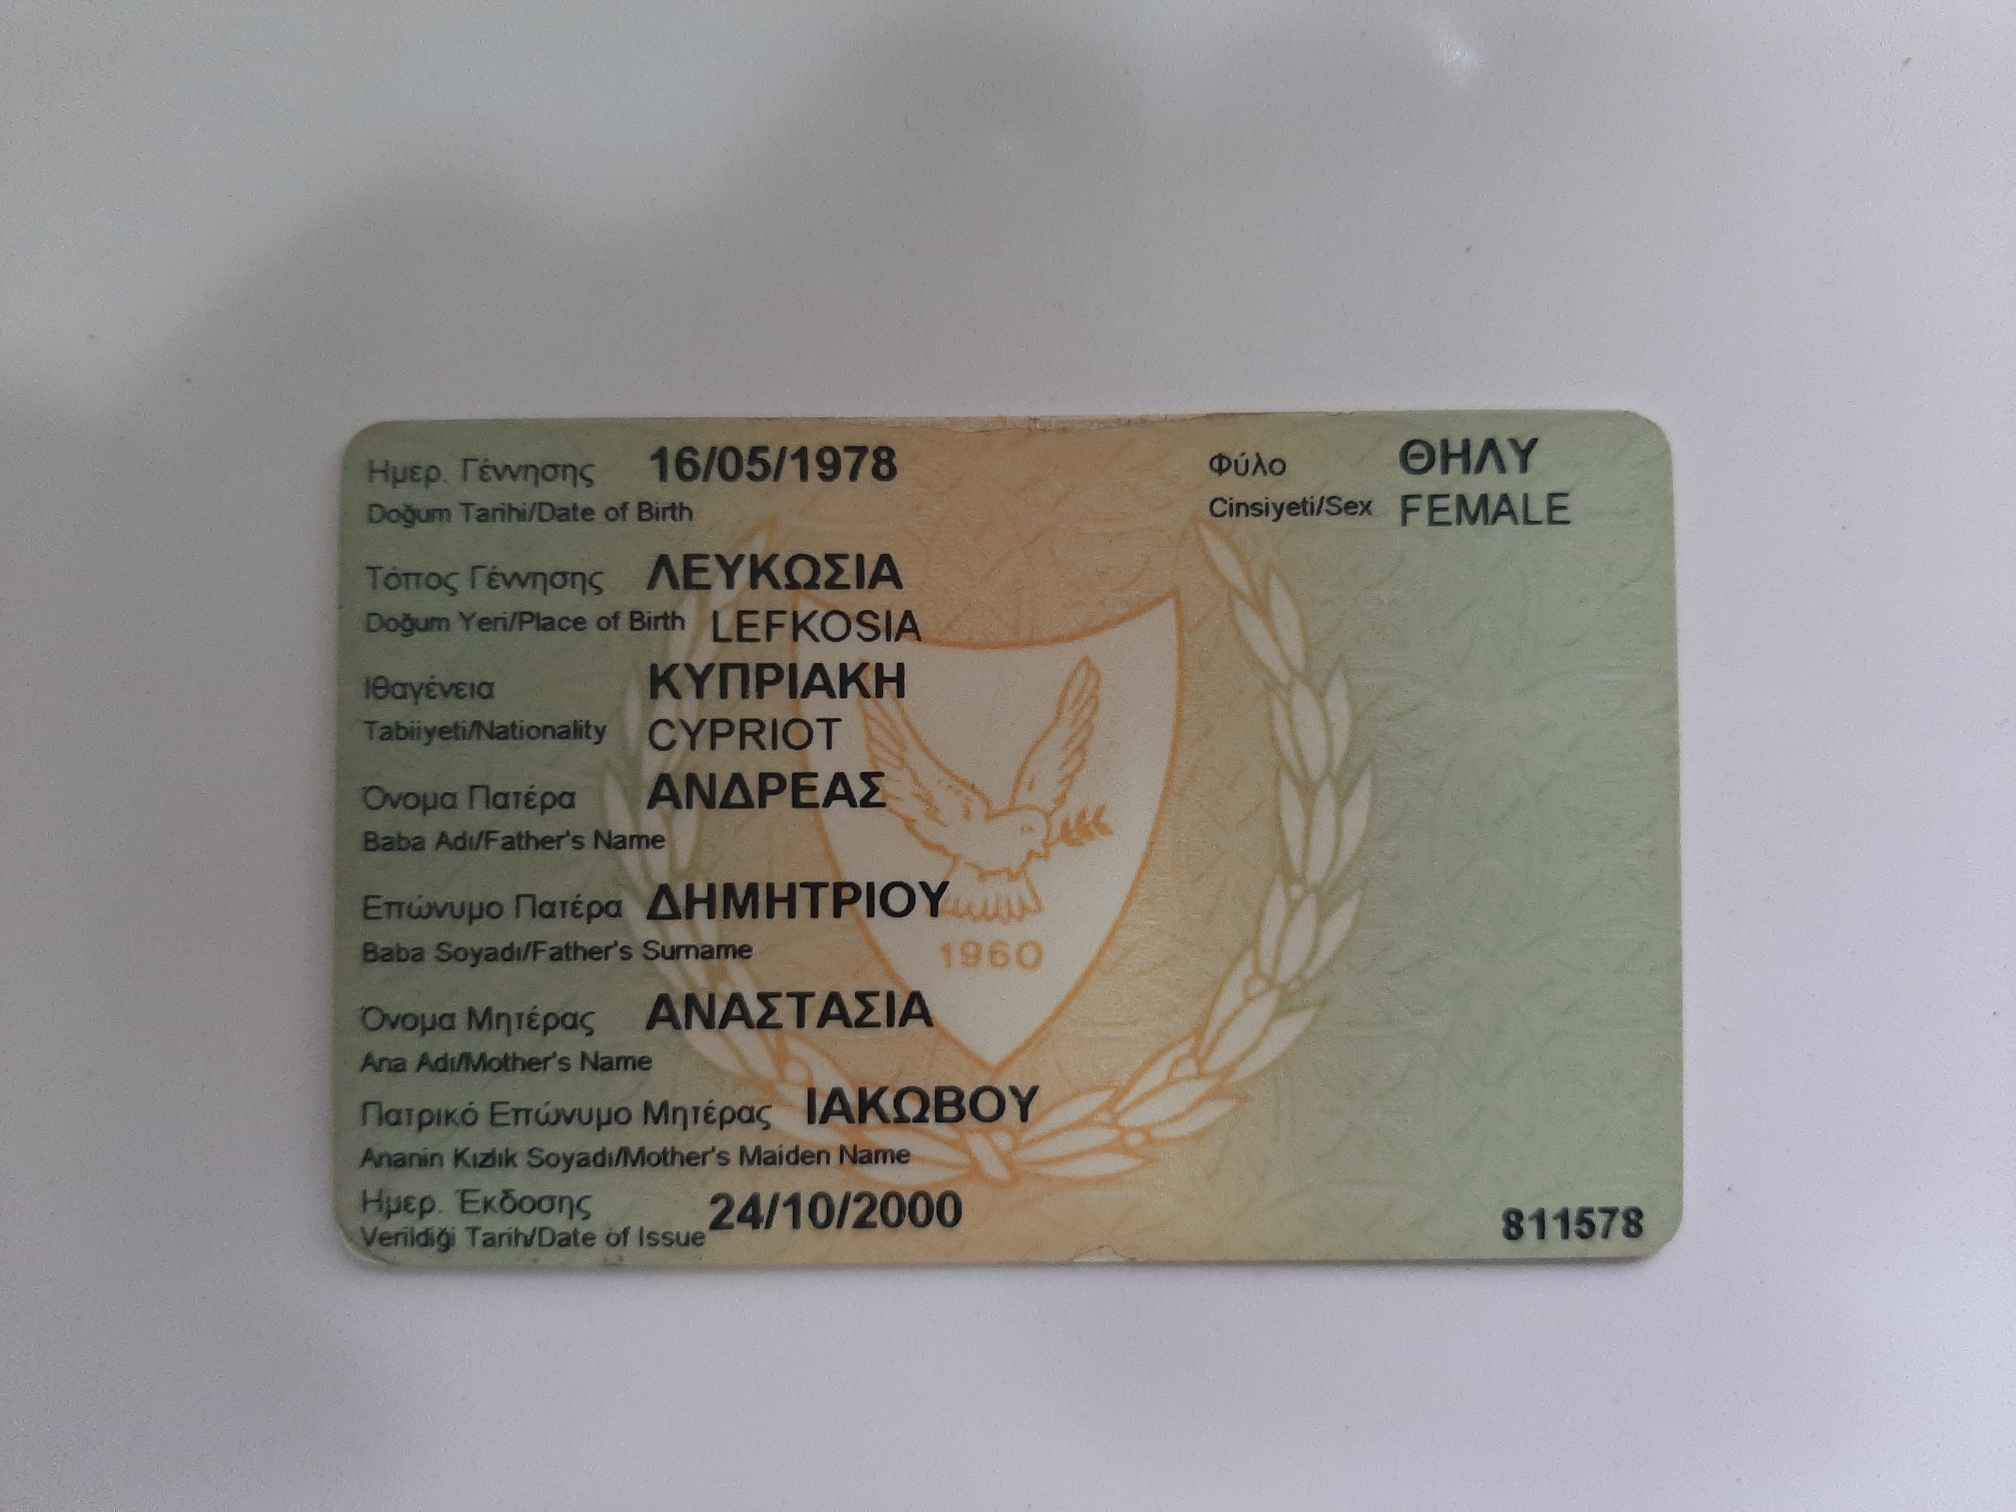 Ημερ. Γέννησης 16/05/1978 Φύλο ΘΗΛΥ
Doğum Tarihi/Date of Birth Cinsiyeti/Sex FEMALE
Τόπος Γέννησης ΛΕΥΚΩΣΙΑ
Doğum Yeri/Place of Birth LEFKOSIA
Ιθαγένεια ΚΥΠΡΙΑΚΗ
Tabiiyeti/Nationality CYPRIOT
Όνομα Πατέρα ΑΝΔΡΕΑΣ
Baba Adı/Father's Name
Επώνυμο Πατέρα ΔΗΜΗΤΡΙΟΥ
Baba Soyadı/Father's Surname
1960
Όνομα Μητέρας ΑΝΑΣΤΑΣΙΑ
Ana Adı/Mother's Name
Πατρικό Επώνυμο Μητέρας ΙΑΚΩΒΟΥ
Ananin Kızlık Soyadı/Mother's Maiden Name
Ημερ. Έκδοσης 24/10/2000
Verildiği Tarih/Date of Issue 811578